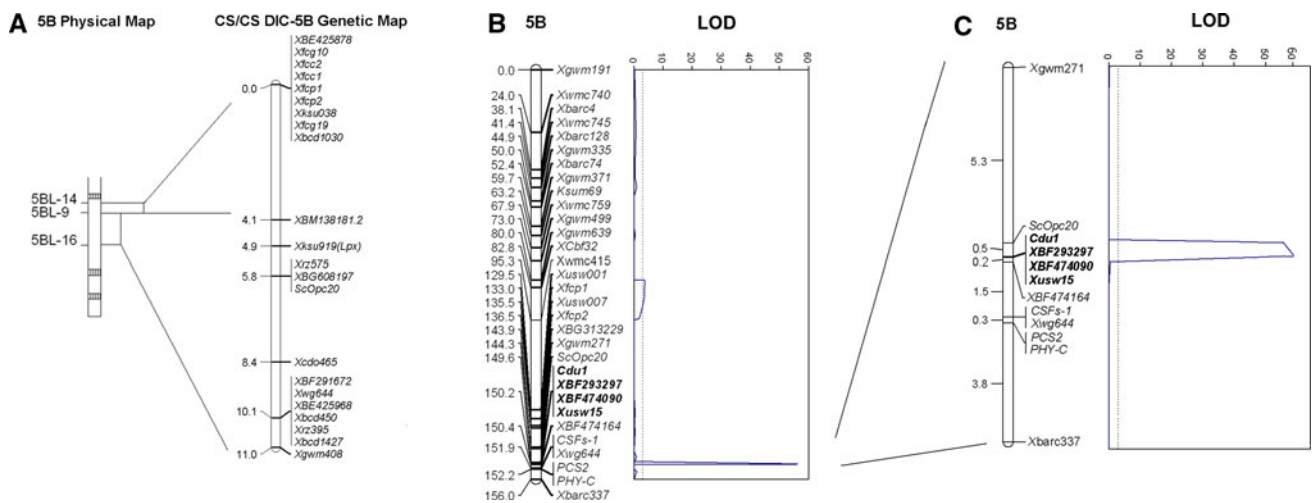 A
5B Physical Map
CS/CS DIC-5B Genetic Map
5BL-14
5BL-9
5BL-16
0.0
XBE425878
Xfcg10
Xfcc2
Xfcc1
Xfcp1
Xfcp2
Xksu038
Xfcg19
Xbcd1030
4.1
XBM138181.2
4.9
Xksu919(Lpx)
5.8
Xrz575
XBG608197
ScOpc20
8.4
Xcdo465
10.1
XBF291672
Xwg644
XBE425968
Xbcd450
Xrz395
Xbcd1427
11.0
Xgwm408
B
5B
LOD
0
10
20
30
40
50
60
0.0
Xgwm191
24.0
Xwmc740
38.1
Xbarc4
41.4
Xwmc745
44.9
Xbarc128
50.0
Xgwm335
52.4
Xbarc74
59.7
Xgwm371
63.2
Ksum69
67.9
Xwmc759
73.0
Xgwm499
80.0
Xgwm639
82.8
XCbf32
95.3
Xwmc415
129.5
Xusw001
133.0
Xfcp1
135.5
Xusw007
136.5
Xfcp2
143.9
XBG313229
144.3
Xgwm271
149.6
ScOpc20
150.2
Cdu1
XBF293297
XBF474090
Xusw15
150.4
XBF474164
151.9
CSFs-1
Xwg644
152.2
PCS2
PHY-C
156.0
Xbarc337
C
5B
LOD
0
10
20
30
40
50
60
Xgwm271
5.3
ScOpc20
0.5
Cdu1
XBF293297
0.2
XBF474090
Xusw15
1.5
XBF474164
CSFs-1
0.3
Xwg644
PCS2
PHY-C
3.8
Xbarc337